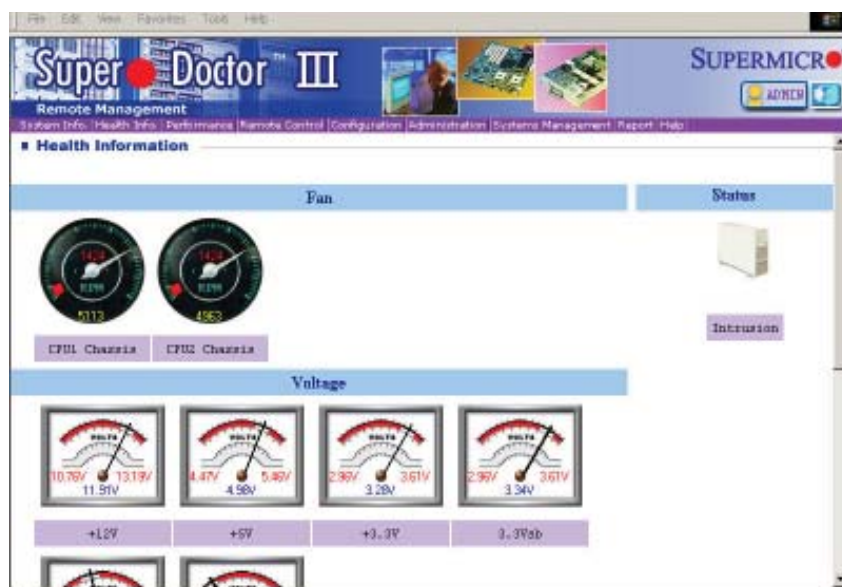 File Edit View Favorites Tools Help
Super Doctor™ III
SUPERMICRO
Remote Management
ADMIN
System Info. Health Info. Performance Remote Control Configuration Administration Systems Management Report Help
Health Information
Fan
Status
1424
RPM
5113
1424
RPM
4963
CPU1 Chassis
CPU2 Chassis
Intrusion
Voltage
VOLTS
10.76V 13.19V
11.91V
VOLTS
4.47V 5.46V
4.98V
VOLTS
2.96V 3.61V
3.28V
VOLTS
2.96V 3.61V
3.34V
+12V
+5V
+3.3V
3.3Vsb